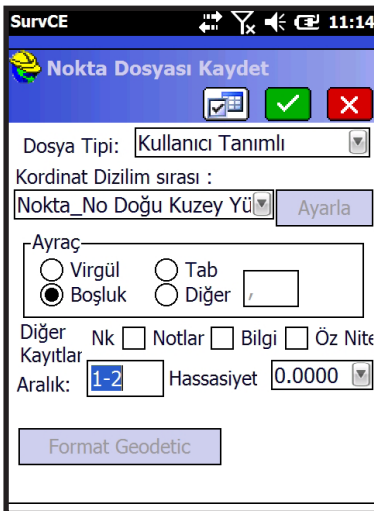 SurvCE 11:14
Nokta Dosyası Kaydet
Dosya Tipi: Kullanıcı Tanımlı
Kordinat Dizilim sırası :
Nokta_No Doğu Kuzey Yü Ayarla
Ayraç
Virgül Tab
Boşluk Diğer ,
Diğer Kayıtlar Nk Notlar Bilgi Öz Nite
Aralık: 1-2 Hassasiyet 0.0000
Format Geodetic